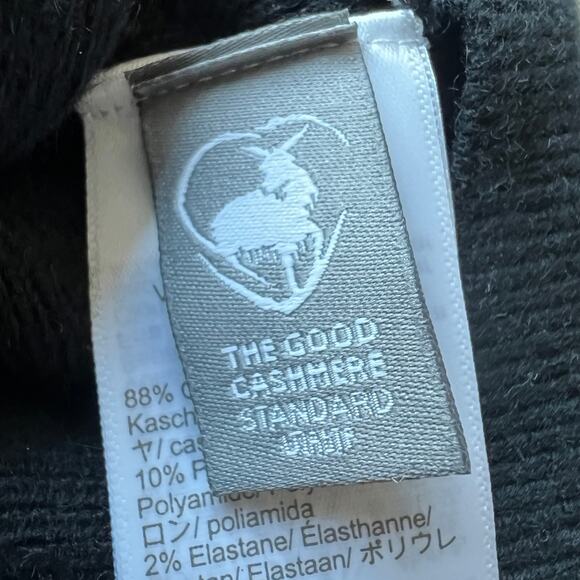 THE GOOD
CASHMERE
STANDARD
88%
Kasch
ヤ/ cas
10% P
Polyamide/
ロン/ poliamida
2% Elastane/ Élasthanne/
Elastaan/ ポリウレ